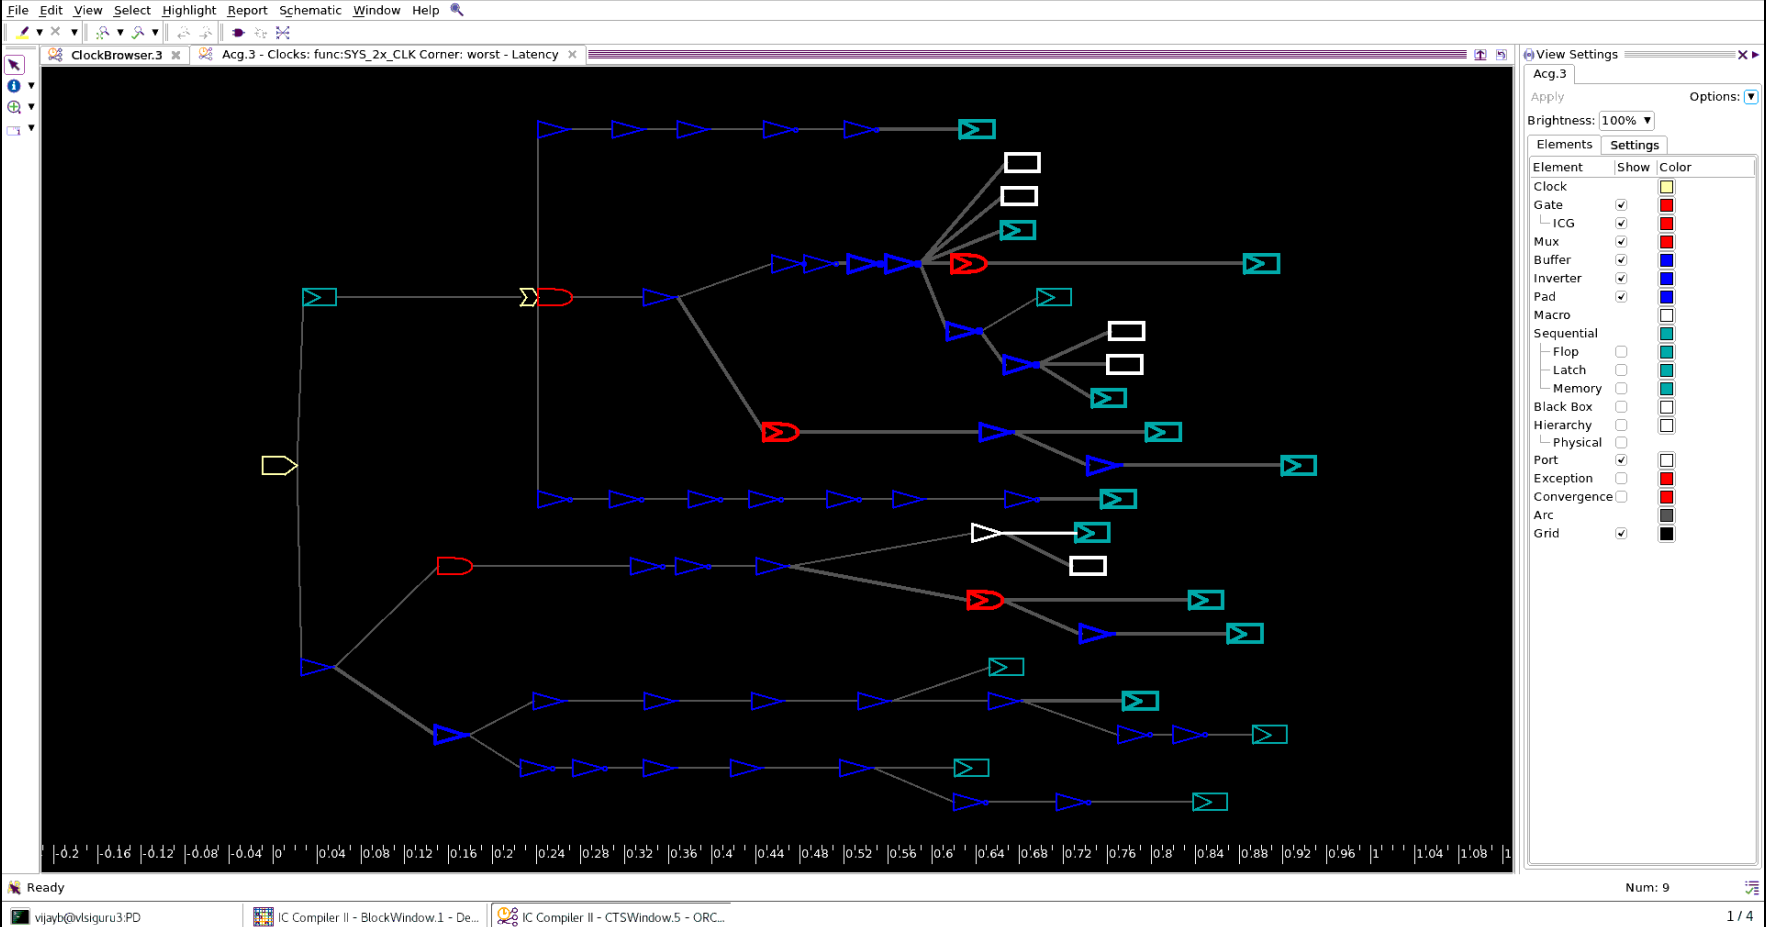 File Edit View Select Highlight Report Schematic Window Help
ClockBrowser.3
Acg.3 - Clocks: func:SYS_2x_CLK Corner: worst - Latency
View Settings
Acg.3
Apply Options:
Brightness: 100%
Elements Settings
Element Show Color
Clock
Gate
ICG
Mux
Buffer
Inverter
Pad
Macro
Sequential
Flop
Latch
Memory
Black Box
Hierarchy
Physical
Port
Exception
Convergence
Arc
Grid
-0.2 -0.16 -0.12 -0.08 -0.04 0 0.04 0.08 0.12 0.16 0.2 0.24 0.28 0.32 0.36 0.4 0.44 0.48 0.52 0.56 0.6 0.64 0.68 0.72 0.76 0.8 0.84 0.88 0.92 0.96 1 1.04 1.08 1
Ready Num: 9
vijayb@vlsiguru3:PD
IC Compiler II - BlockWindow.1 - De...
IC Compiler II - CTSWindow.5 - ORC...
1 / 4